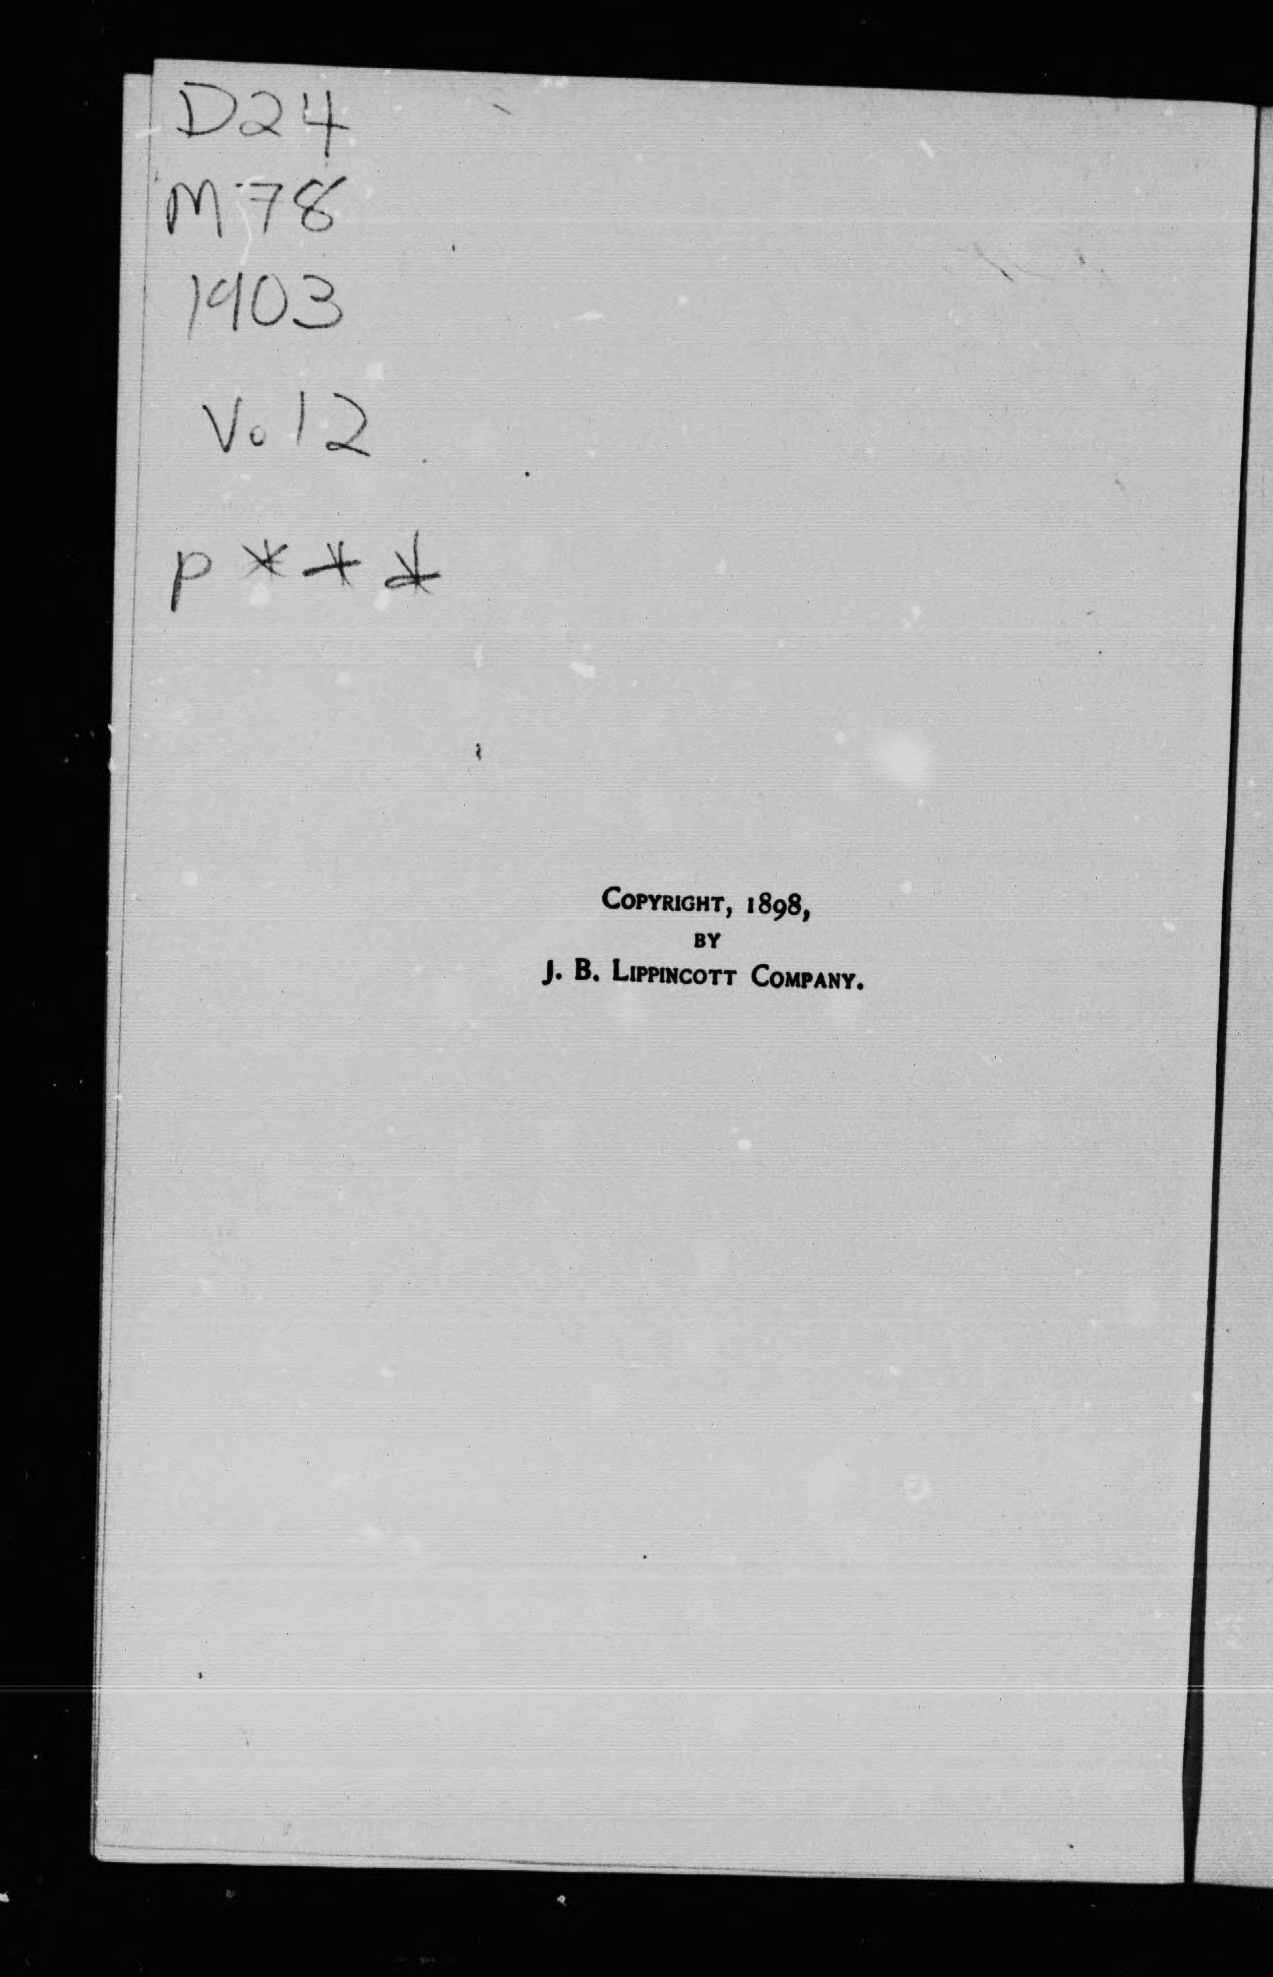 D24
M78
1903
V.12
p***
COPYRIGHT, 1898,
BY
J. B. LIPPINCOTT COMPANY.